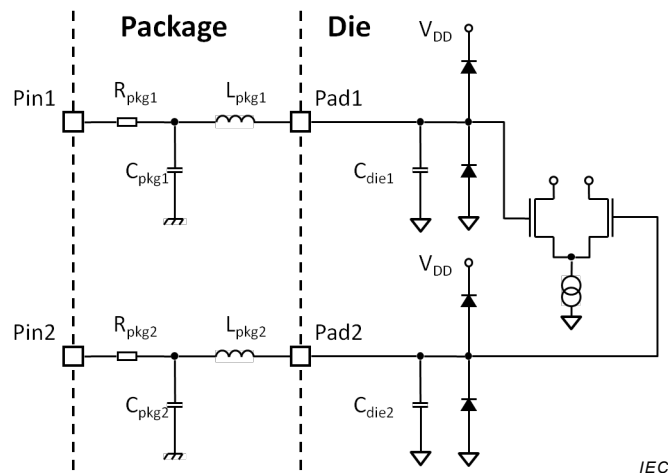 Package
Die
V_DD
Pin1
R_pkg1
L_pkg1
Pad1
C_pkg1
C_die1
V_DD
Pin2
R_pkg2
L_pkg2
Pad2
C_pkg2
C_die2
IEC